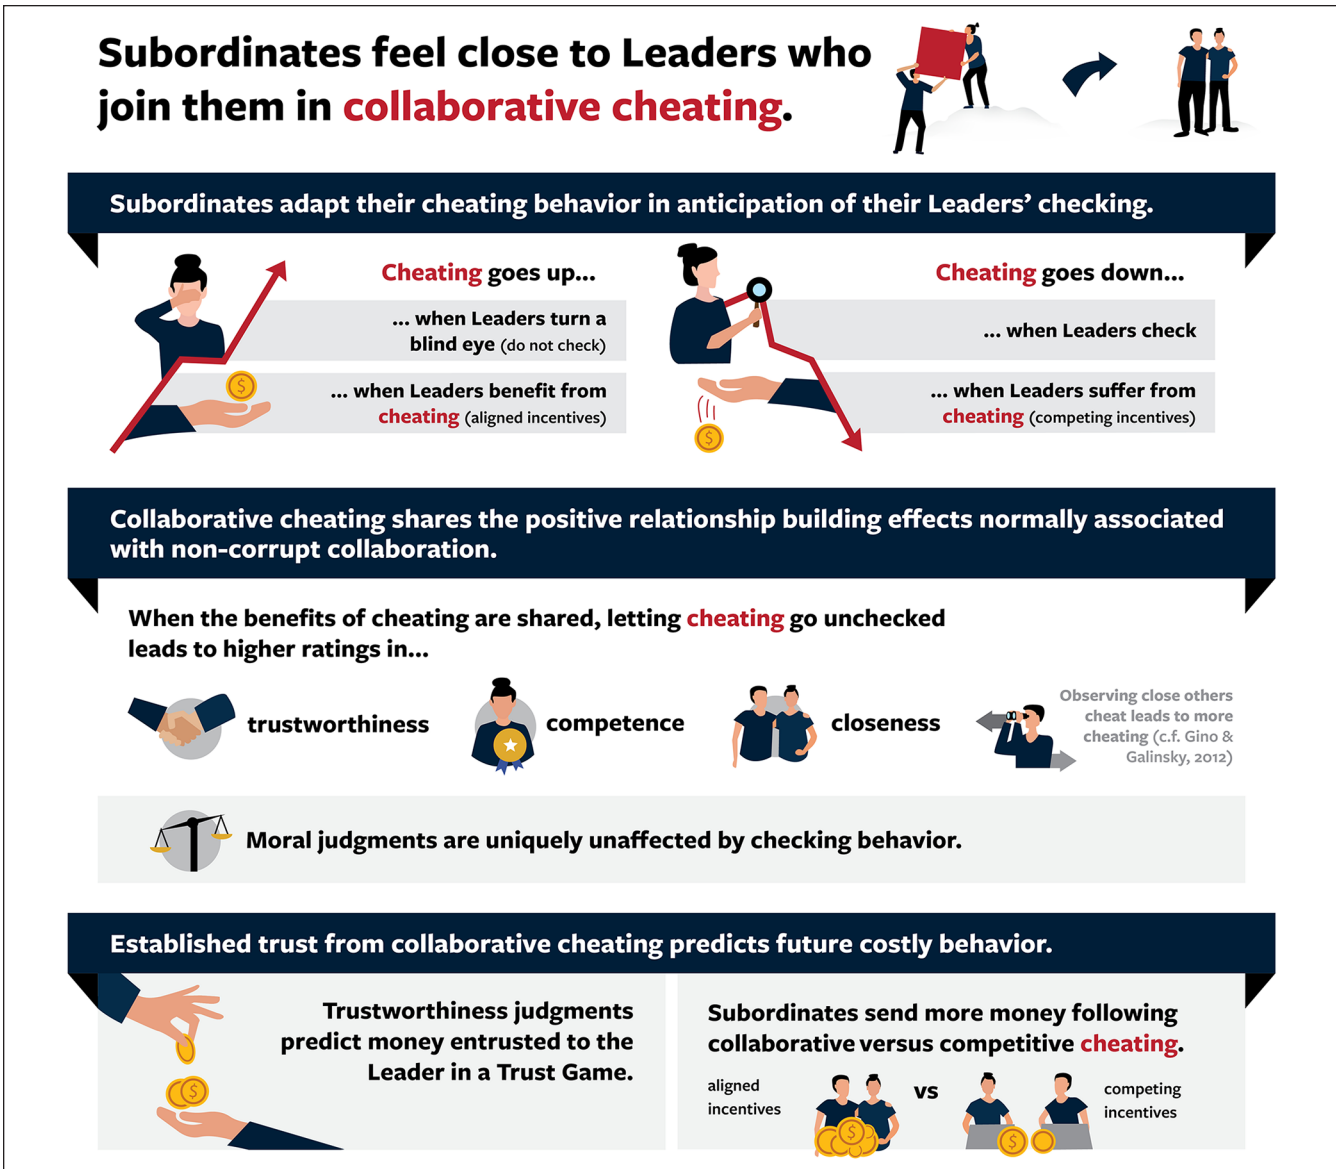 Subordinates feel close to Leaders who
join them in collaborative cheating.
Subordinates adapt their cheating behavior in anticipation of their Leaders’ checking.
Cheating goes up...
... when Leaders turn a
blind eye (do not check)
... when Leaders benefit from
cheating (aligned incentives)
Cheating goes down...
... when Leaders check
... when Leaders suffer from
cheating (competing incentives)
Collaborative cheating shares the positive relationship building effects normally associated
with non-corrupt collaboration.
When the benefits of cheating are shared, letting cheating go unchecked
leads to higher ratings in...
trustworthiness
competence
closeness
Observing close others
cheat leads to more
cheating (c.f. Gino &
Galinsky, 2012)
Moral judgments are uniquely unaffected by checking behavior.
Established trust from collaborative cheating predicts future costly behavior.
Trustworthiness judgments
predict money entrusted to the
Leader in a Trust Game.
Subordinates send more money following
collaborative versus competitive cheating.
aligned
incentives
vs
competing
incentives